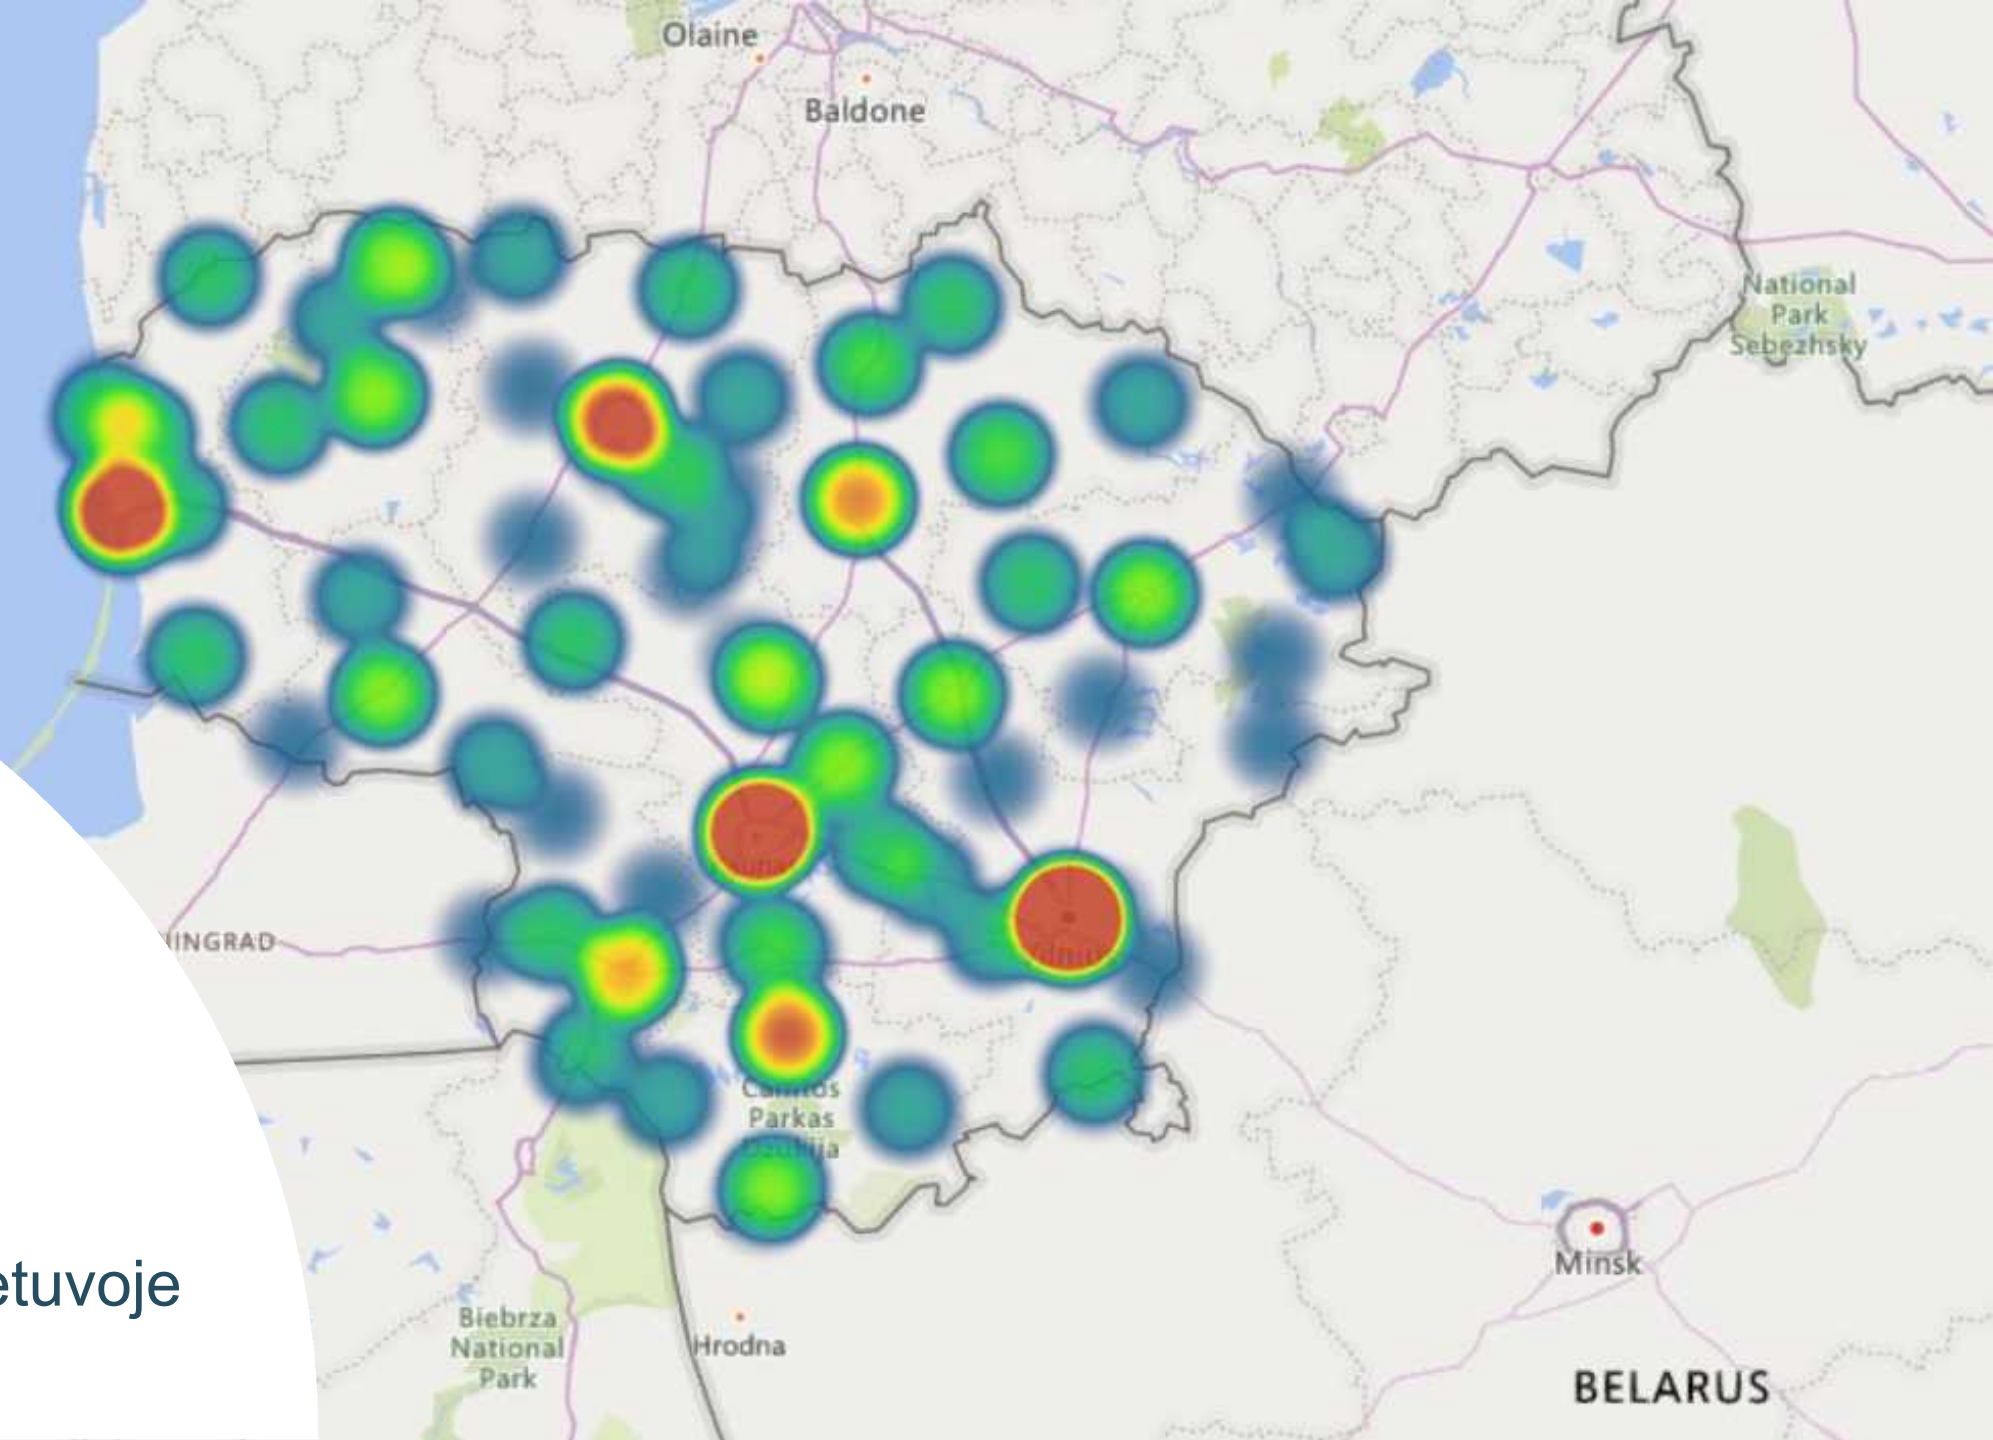 Olaine
Baldone
National
Park
Sebezhsky
INGRAD
Parkas
etuvoje
Minsk
Biebrza
National
Park
Hrodna
BELARUS